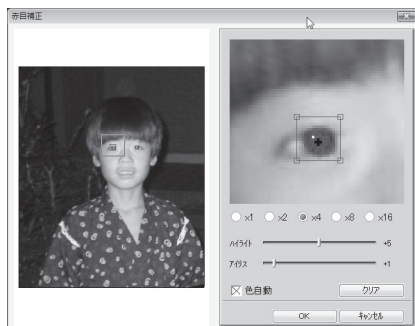 赤目補正
x1 x2 x4 x8 x16
ハイライト +5
アイリス +1
色自動 クリア
OK キャンセル